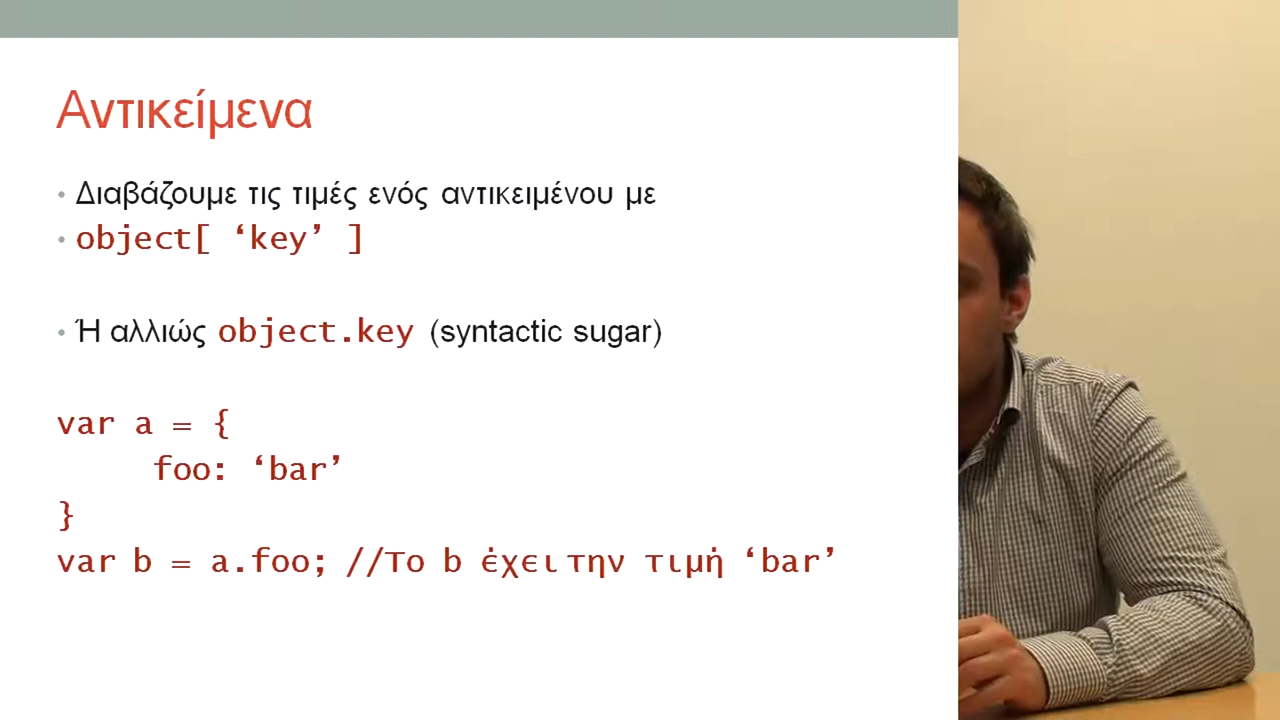 Αντικείμενα
• Διαβάζουμε τις τιμές ενός αντικειμένου με
• object[ ‘key’ ]
• Ή αλλιώς object.key (syntactic sugar)
var a = {
foo: ‘bar’
}
var b = a.foo; //Το b έχει την τιμή ‘bar’